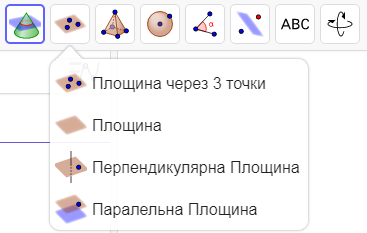 α
ABC
Площина через 3 точки
Площина
Перпендикулярна Площина
Паралельна Площина